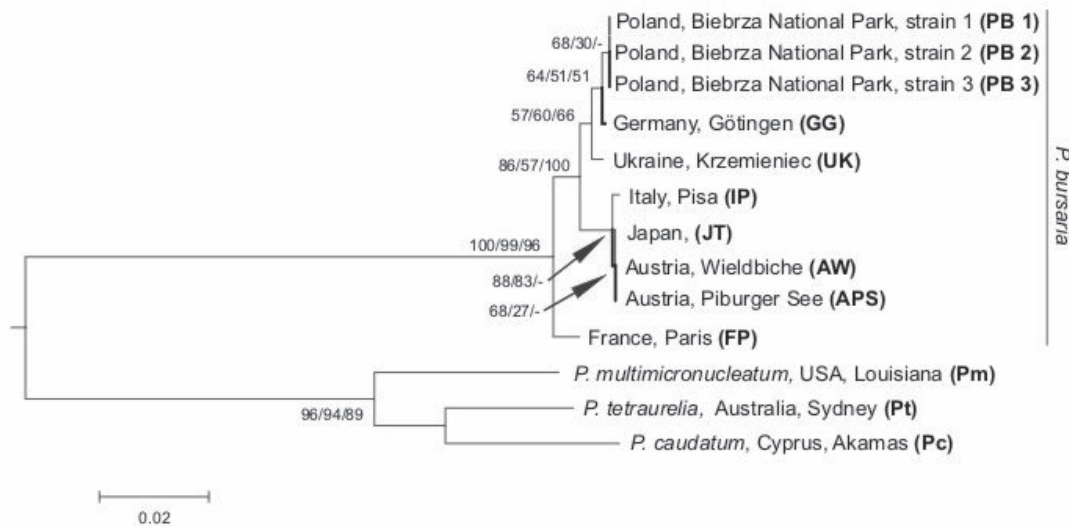 Poland, Biebrza National Park, strain 1 (PB 1)
68/30/-
Poland, Biebrza National Park, strain 2 (PB 2)
64/51/51
Poland, Biebrza National Park, strain 3 (PB 3)
57/60/66
Germany, Götingen (GG)
86/57/100
Ukraine, Krzemieniec (UK)
P. bursaria
Italy, Pisa (IP)
100/99/96
Japan, (JT)
88/83/-
Austria, Wieldbiche (AW)
68/27/-
Austria, Piburger See (APS)
France, Paris (FP)
P. multimicronucleatum, USA, Louisiana (Pm)
96/94/89
P. tetraurelia, Australia, Sydney (Pt)
P. caudatum, Cyprus, Akamas (Pc)
0.02